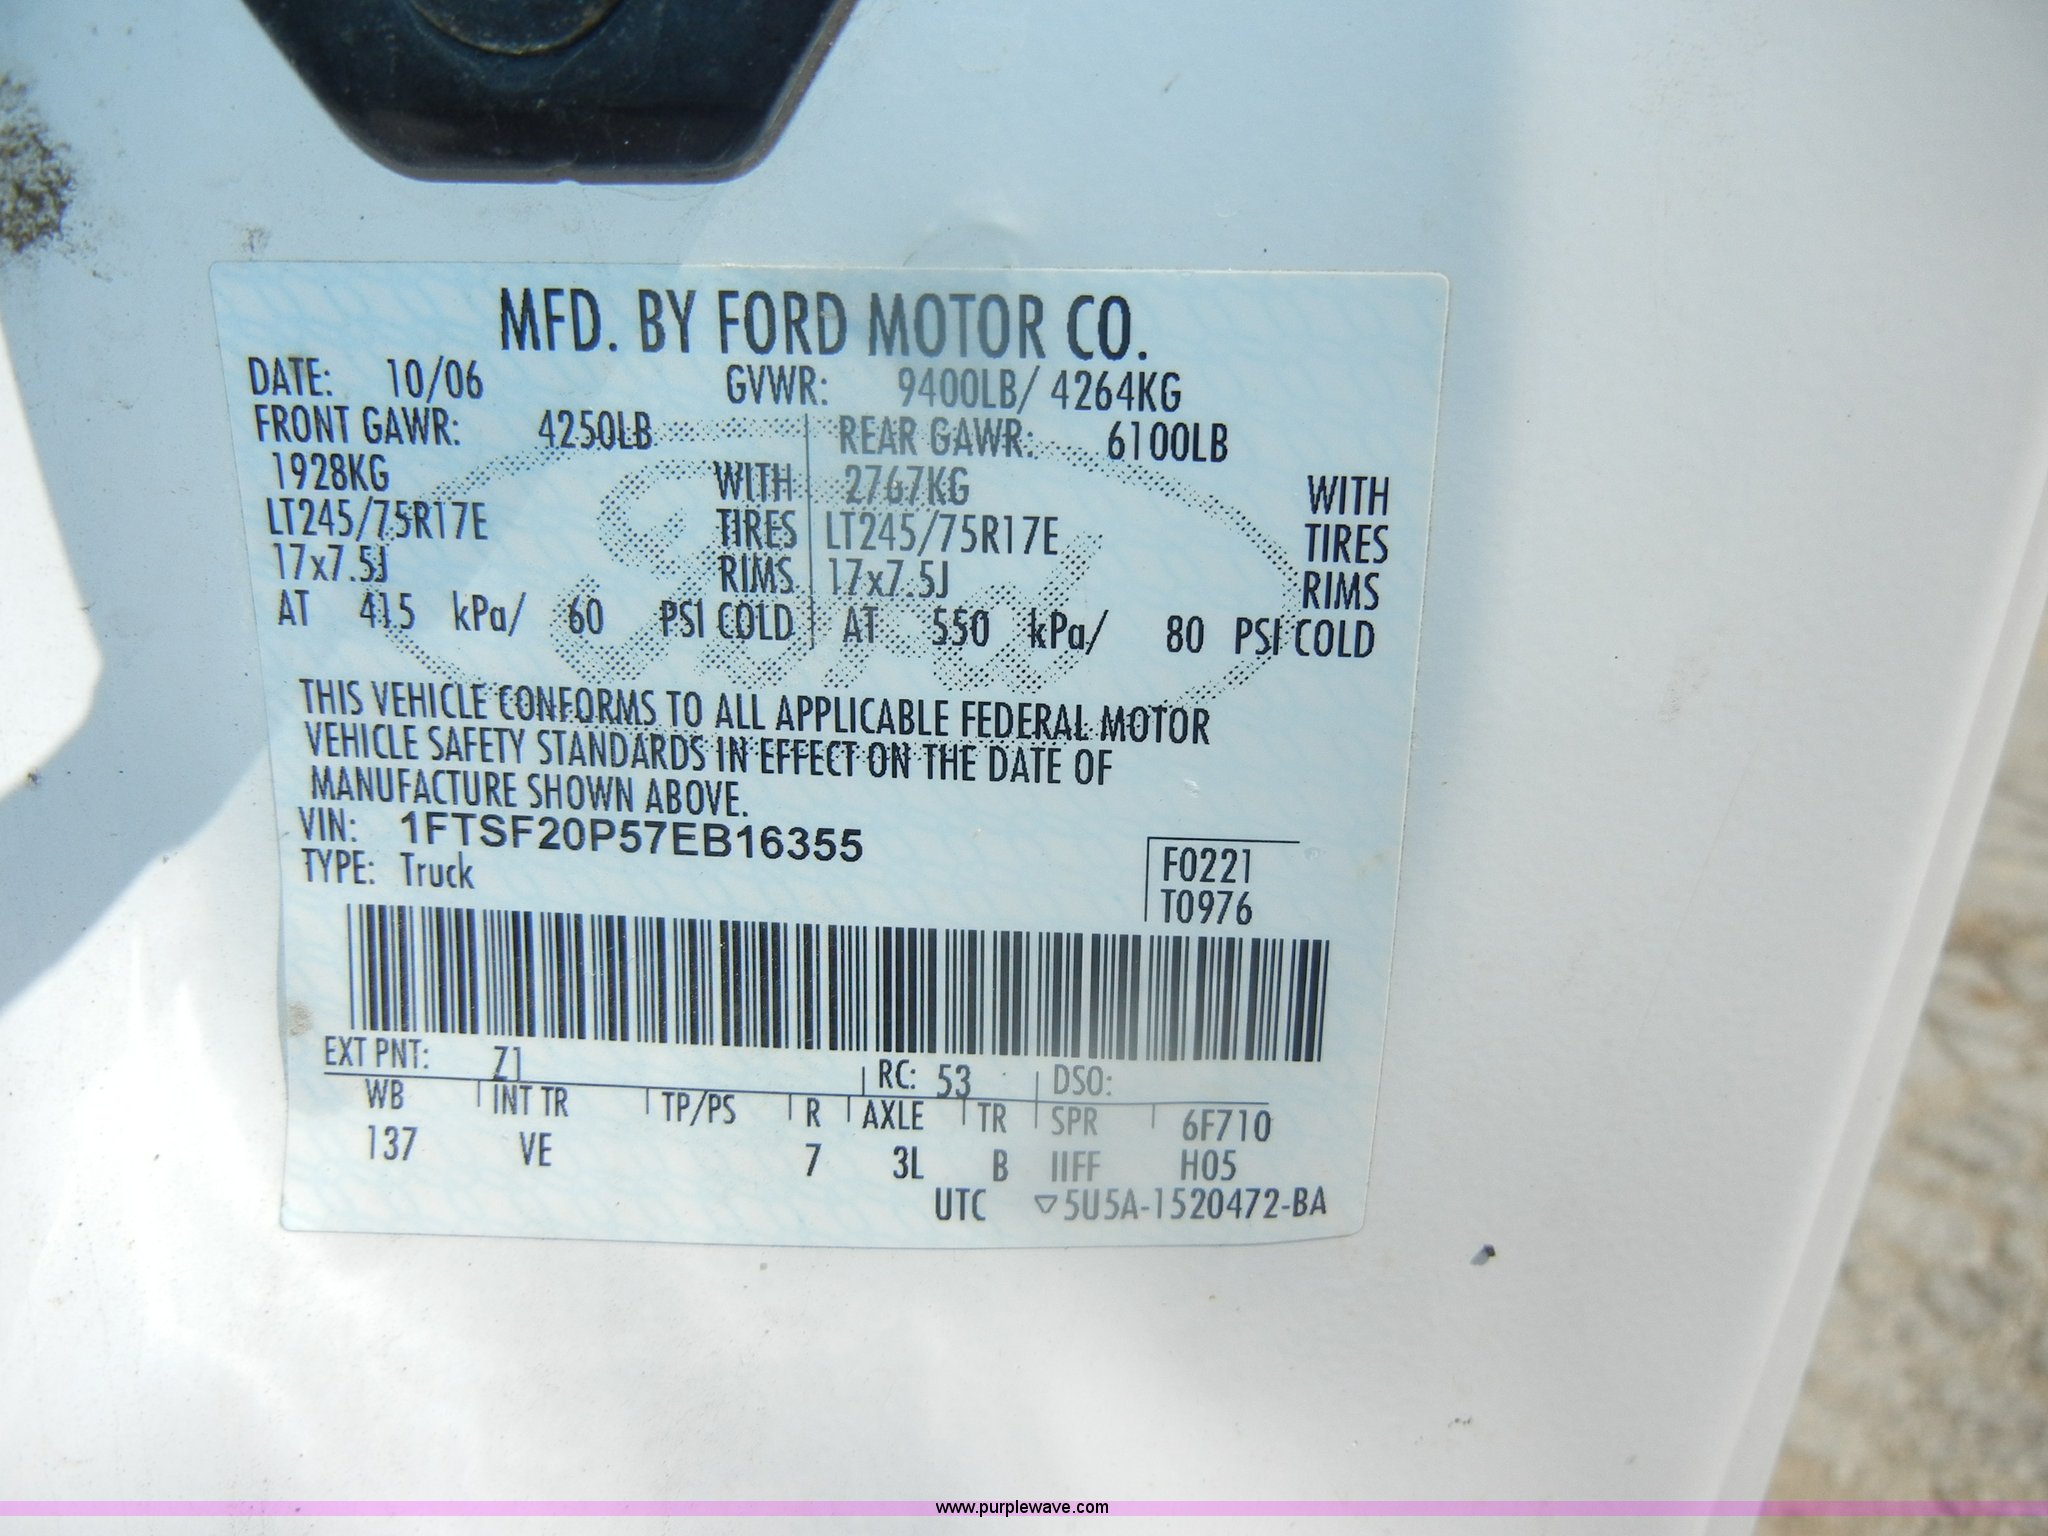 MFD. BY FORD MOTOR CO.
DATE: 10/06 GVWR: 9400LB/ 4264KG
FRONT GAWR: 4250LB REAR GAWR: 6100LB
1928KG WITH 2767KG WITH
LT245/75R17E TIRES LT245/75R17E TIRES
17x7.5J RIMS 17x7.5J RIMS
AT 415 kPa/ 60 PSI COLD AT 550 kPa/ 80 PSI COLD
Ford
THIS VEHICLE CONFORMS TO ALL APPLICABLE FEDERAL MOTOR
VEHICLE SAFETY STANDARDS IN EFFECT ON THE DATE OF
MANUFACTURE SHOWN ABOVE.
VIN: 1FTSF20P57EB16355
TYPE: Truck
F0221
T0976
EXT PNT: Z1 RC: 53 DSO:
WB INT TR TP/PS R AXLE TR SPR 6F710
137 VE 7 3L B IIFF H05
UTC ▽5U5A-1520472-BA
www.purplewave.com